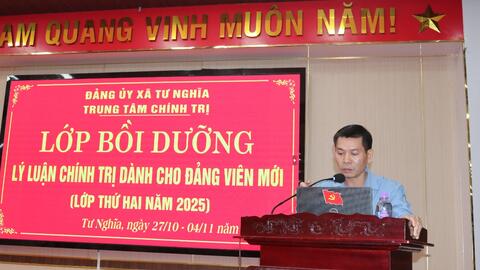 AM QUANG VINH MUÔN NĂM!
ĐẢNG ỦY XÃ TƯ NGHĨA
TRUNG TÂM CHÍNH TRỊ
LỚP BỒI DƯỠNG
LÝ LUẬN CHÍNH TRỊ DÀNH CHO ĐẢNG VIÊN MỚI
(LỚP THỨ HAI NĂM 2025)
Tư Nghĩa, ngày 27/10 - 04/11 năm